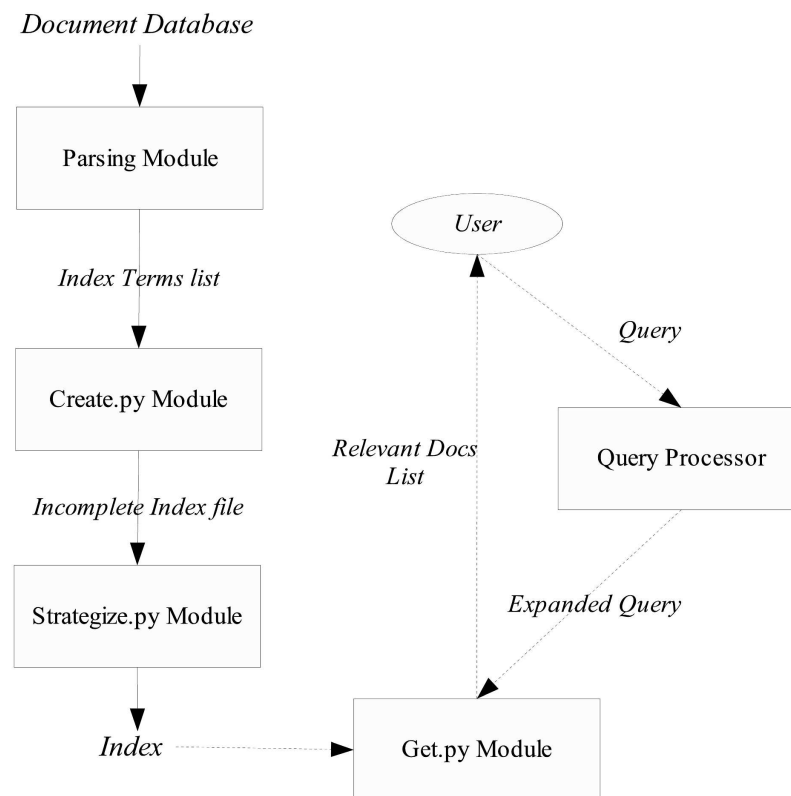 Document Database
Parsing Module
Index Terms list
Create.py Module
Incomplete Index file
Strategize.py Module
Index
User
Query
Query Processor
Relevant Docs
List
Expanded Query
Get.py Module